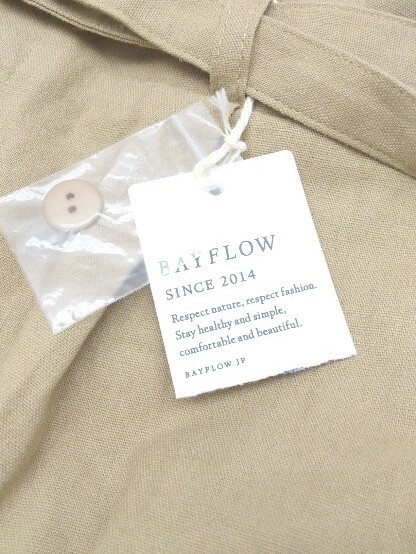 BAYFLOW
SINCE 2014
Respect nature, respect fashion.
Stay healthy and simple,
comfortable and beautiful.
BAYFLOW.JP